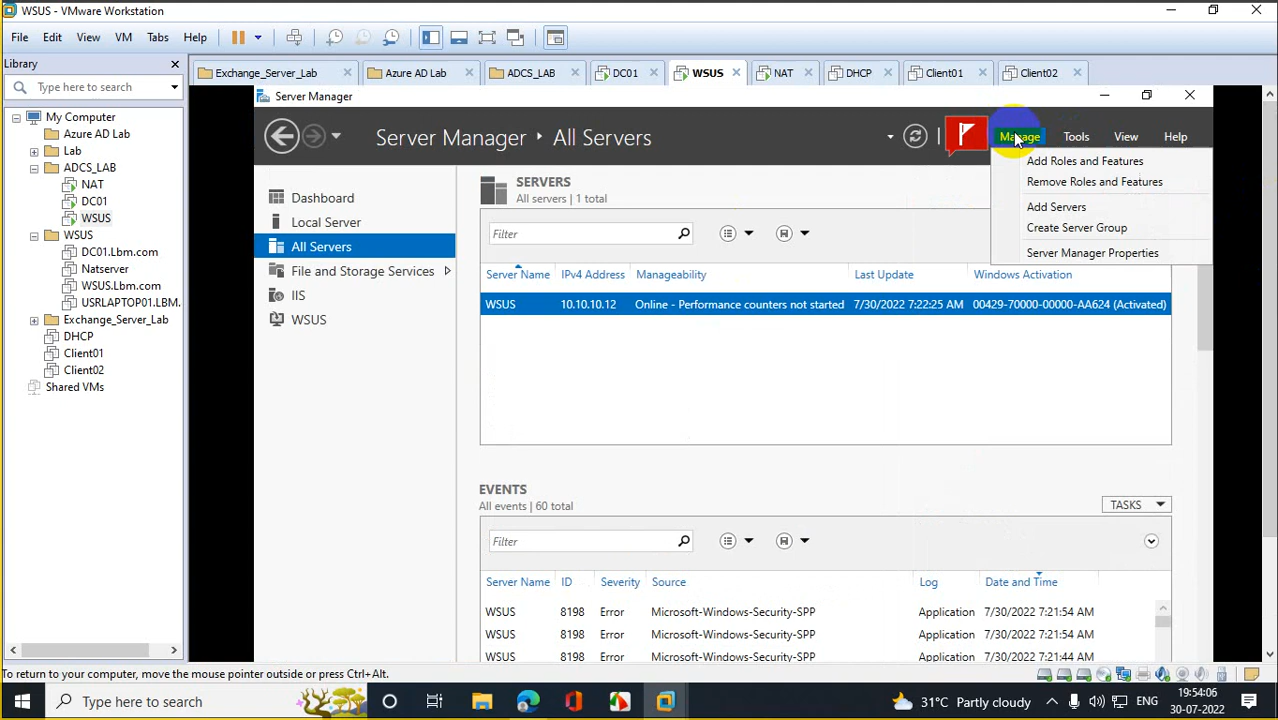 WSUS - VMware Workstation
File Edit View VM Tabs Help
Library
Type here to search
My Computer
Azure AD Lab
Lab
ADCS_LAB
NAT
DC01
WSUS
WSUS
DC01.Lbm.com
Natserver
WSUS.Lbm.com
USRLAPTOP01.LBM.
Exchange_Server_Lab
DHCP
Client01
Client02
Shared VMs
Exchange_Server_Lab Azure AD Lab ADCS_LAB DC01 WSUS NAT DHCP Client01 Client02
Server Manager
Server Manager All Servers
Manage Tools View Help
Add Roles and Features
Remove Roles and Features
Add Servers
Create Server Group
Server Manager Properties
Dashboard
Local Server
All Servers
File and Storage Services
IIS
WSUS
SERVERS
All servers | 1 total
Filter
Server Name IPv4 Address Manageability Last Update Windows Activation
WSUS 10.10.10.12 Online - Performance counters not started 7/30/2022 7:22:25 AM 00429-70000-00000-AA624 (Activated)
EVENTS
All events | 60 total
TASKS
Filter
Server Name ID Severity Source Log Date and Time
WSUS 8198 Error Microsoft-Windows-Security-SPP Application 7/30/2022 7:21:54 AM
WSUS 8198 Error Microsoft-Windows-Security-SPP Application 7/30/2022 7:21:54 AM
WSUS 8198 Error Microsoft-Windows-Security-SPP Application 7/30/2022 7:21:54 AM
To return to your computer, move the mouse pointer outside or press Ctrl+Alt.
Type here to search
31°C Partly cloudy
ENG
19:54:06
30-07-2022